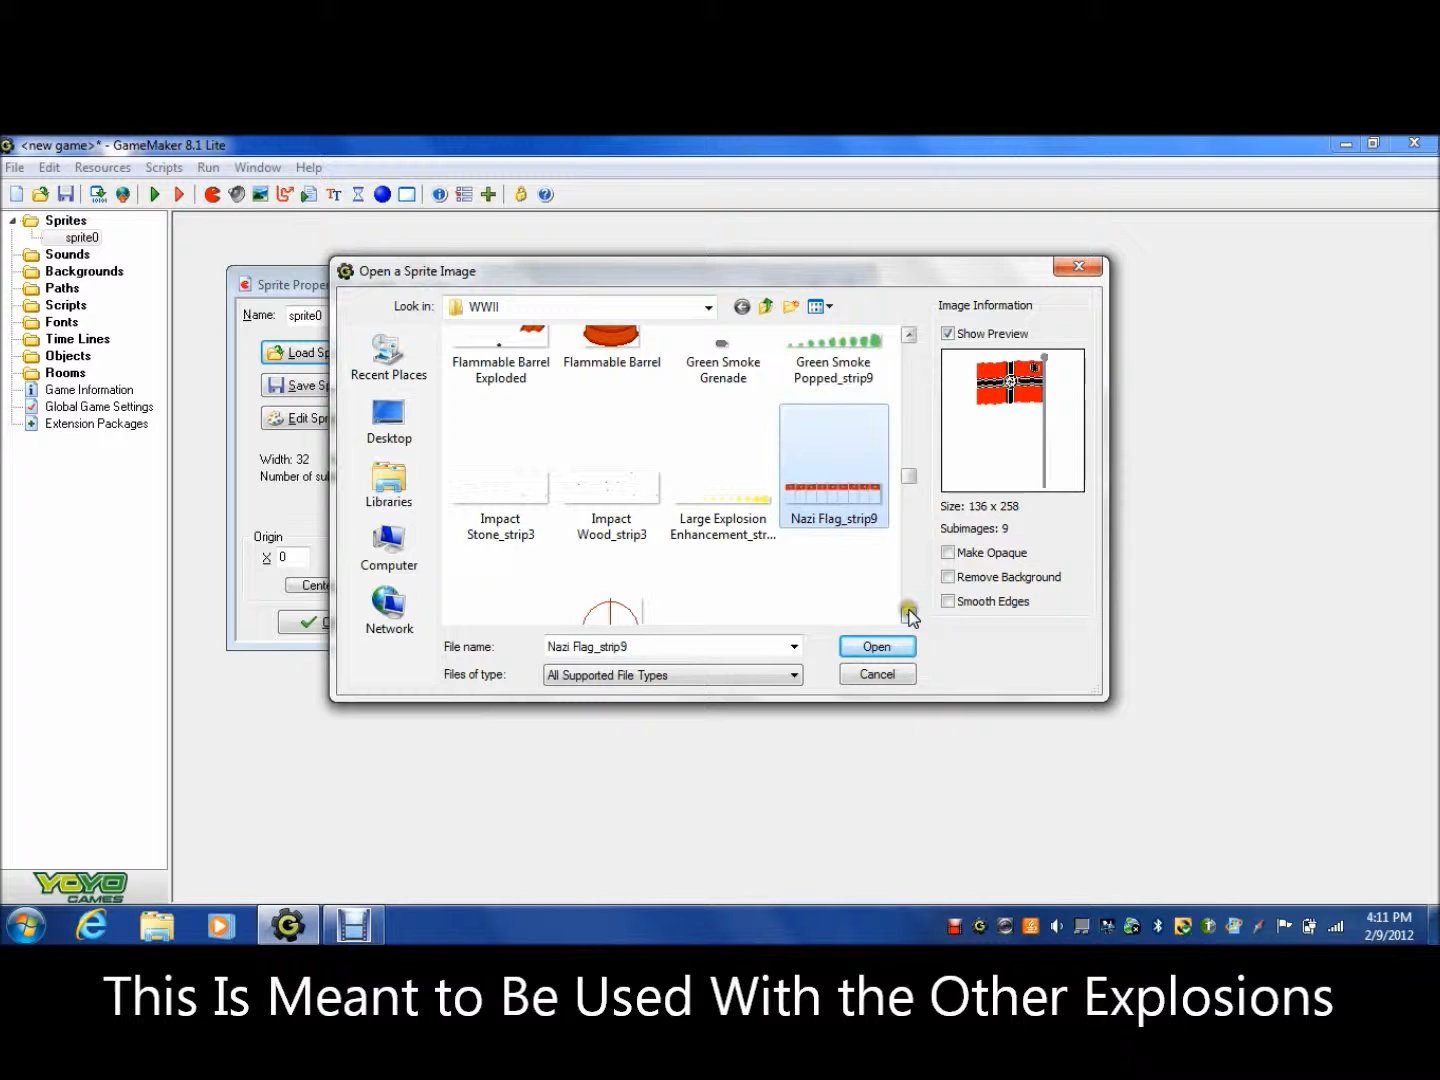 <new game>* - GameMaker 8.1 Lite
File Edit Resources Scripts Run Window Help
Sprites
sprite0
Sounds
Backgrounds
Paths
Scripts
Fonts
Time Lines
Objects
Rooms
Game Information
Global Game Settings
Extension Packages
YOYO
GAMES
Sprite Proper
Name: sprite0
Load Sp
Save Sp
Edit Spr
Width: 32
Number of sul
Origin
X 0
Cente
Open a Sprite Image
Look in: WWII
Recent Places
Desktop
Libraries
Computer
Network
Flammable Barrel Exploded
Flammable Barrel
Green Smoke Grenade
Green Smoke Popped_strip9
Impact Stone_strip3
Impact Wood_strip3
Large Explosion Enhancement_str...
Nazi Flag_strip9
File name: Nazi Flag_strip9
Files of type: All Supported File Types
Open
Cancel
Image Information
Show Preview
Size: 136 x 258
Subimages: 9
Make Opaque
Remove Background
Smooth Edges
4:11 PM
2/9/2012
This Is Meant to Be Used With the Other Explosions